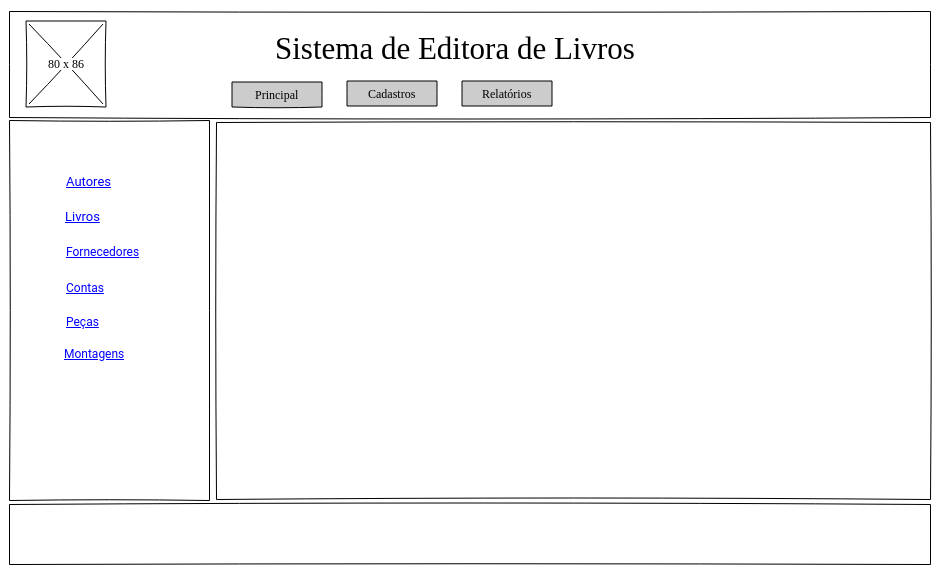 Sistema de Editora de Livros
80 x 86
Principal
Cadastros
Relatórios
Autores
Livros
Fornecedores
Contas
Peças
Montagens